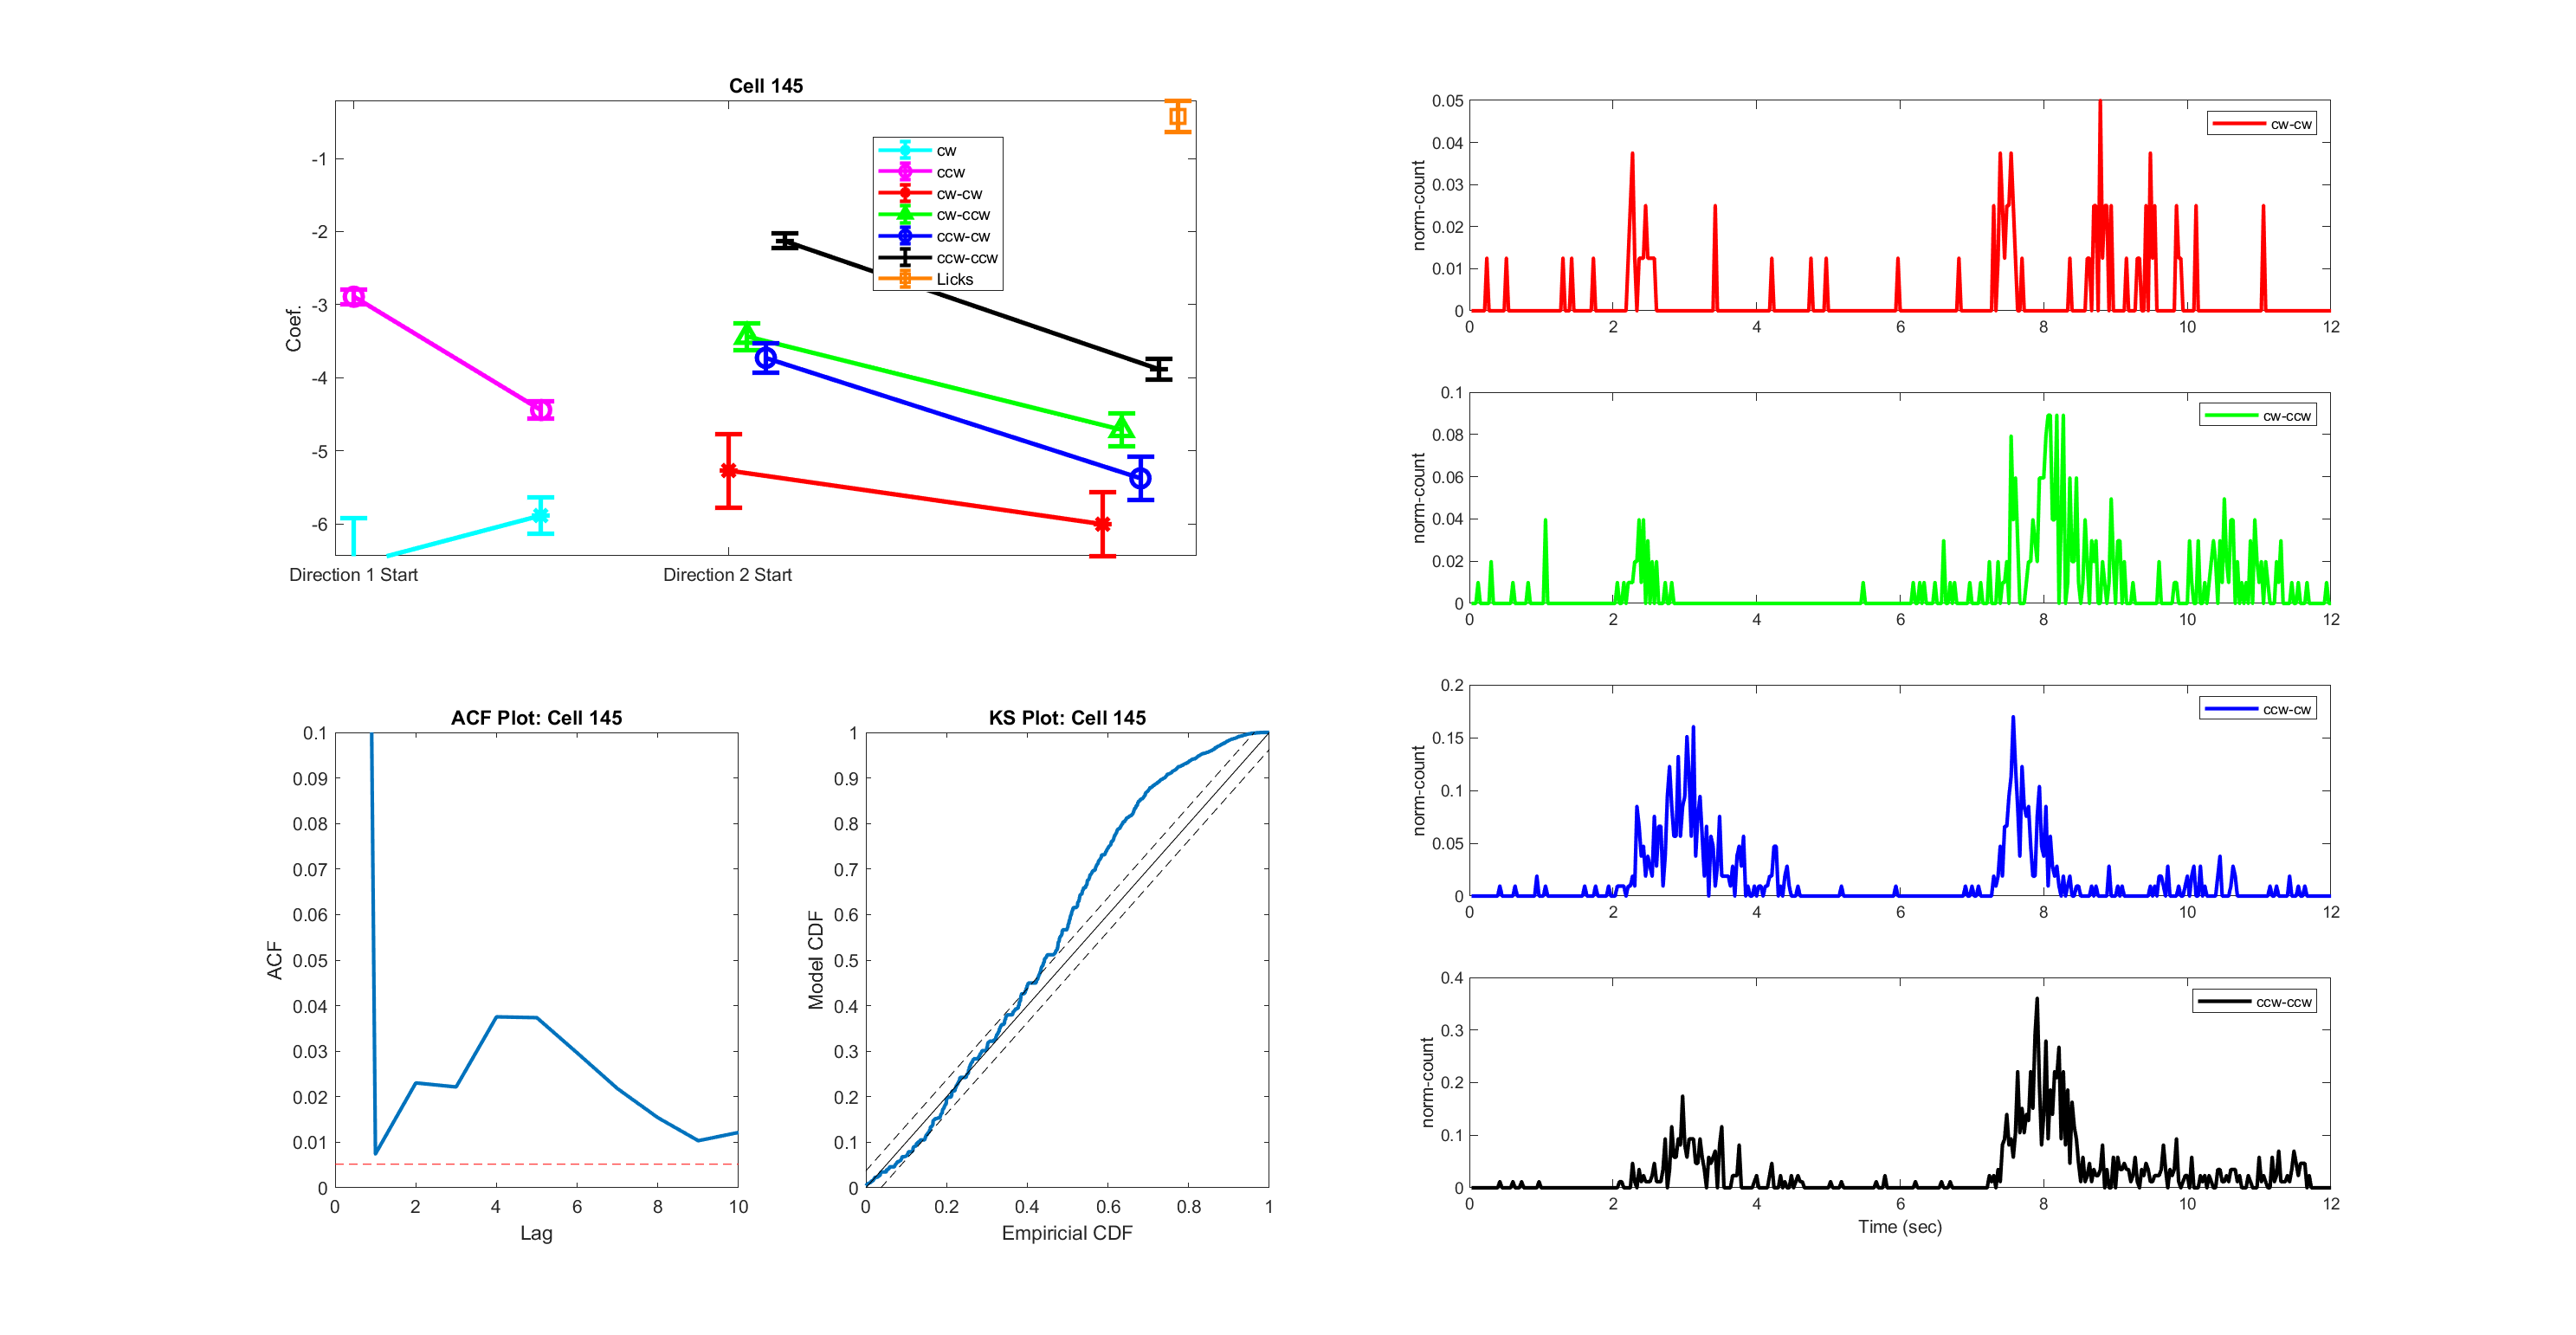 Cell 145
Coef.
-1
-2
-3
-4
-5
-6
Direction 1 Start
Direction 2 Start
cw
ccw
cw-cw
cw-ccw
ccw-cw
ccw-ccw
Licks
ACF Plot: Cell 145
ACF
0.1
0.09
0.08
0.07
0.06
0.05
0.04
0.03
0.02
0.01
0
0 2 4 6 8 10
Lag
KS Plot: Cell 145
Model CDF
1
0.9
0.8
0.7
0.6
0.5
0.4
0.3
0.2
0.1
0
0 0.2 0.4 0.6 0.8 1
Empiricial CDF
norm-count
0.05
0.04
0.03
0.02
0.01
0
0 2 4 6 8 10 12
cw-cw
norm-count
0.1
0.08
0.06
0.04
0.02
0
0 2 4 6 8 10 12
cw-ccw
norm-count
0.2
0.15
0.1
0.05
0
0 2 4 6 8 10 12
ccw-cw
norm-count
0.4
0.3
0.2
0.1
0
0 2 4 6 8 10 12
ccw-ccw
Time (sec)